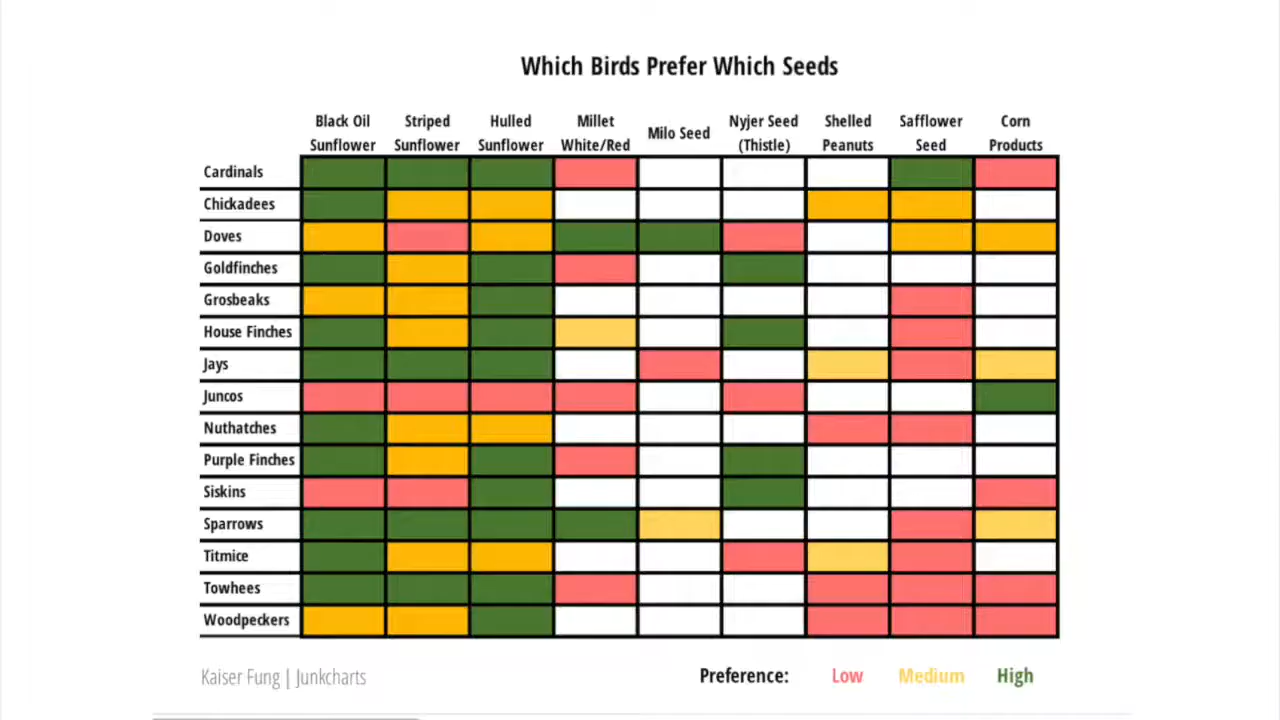 Which Birds Prefer Which Seeds
Black Oil Sunflower
Striped Sunflower
Hulled Sunflower
Millet White/Red
Milo Seed
Nyjer Seed (Thistle)
Shelled Peanuts
Safflower Seed
Corn Products
Cardinals
Chickadees
Doves
Goldfinches
Grosbeaks
House Finches
Jays
Juncos
Nuthatches
Purple Finches
Siskins
Sparrows
Titmice
Towhees
Woodpeckers
Kaiser Fung | Junkcharts
Preference: Low Medium High